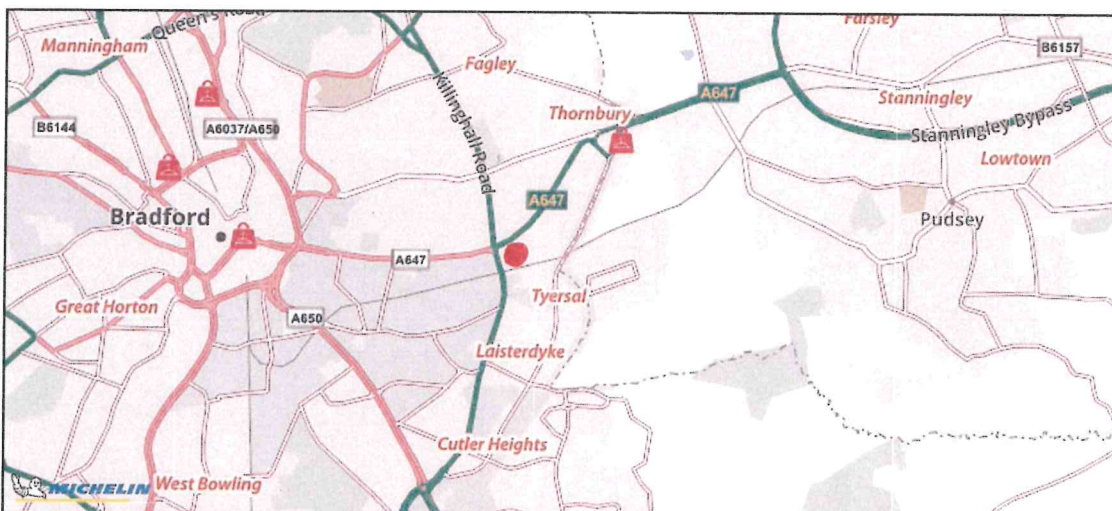 Queen's Road
Farsley
Manningham
B6157
Fagley
Killinghall Road
A647
Stanningley
Thornbury
B6144
A6037/A650
Stanningley Bypass
Lowtown
A647
Bradford
Pudsey
A647
Tyersal
Great Horton
A650
Laisterdyke
Cutler Heights
MICHELIN
West Bowling